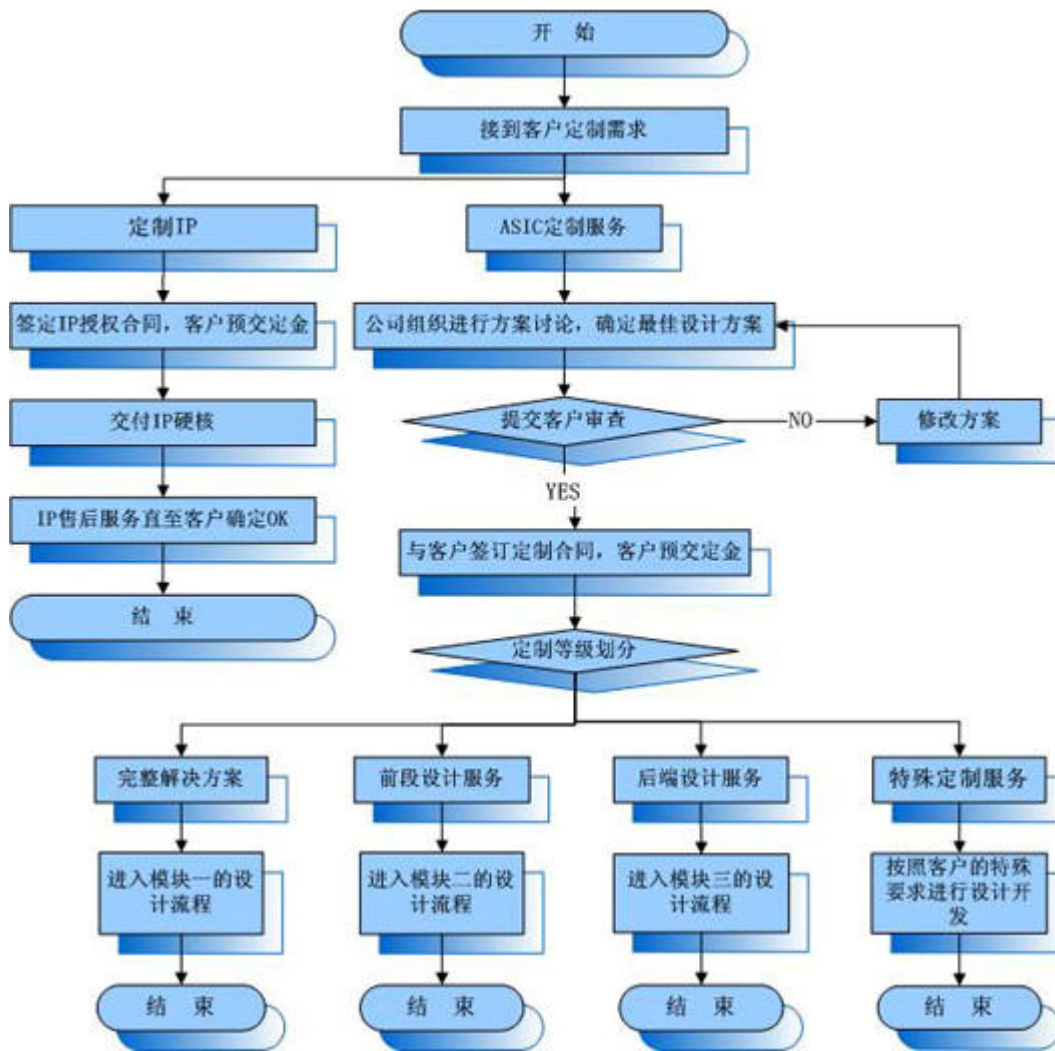 开 始
接到客户定制需求
定制IP
ASIC定制服务
签定IP授权合同，客户预交定金
公司组织进行方案讨论，确定最佳设计方案
交付IP硬核
提交客户审查
NO
修改方案
YES
IP售后服务直至客户确定OK
与客户签订定制合同，客户预交定金
结 束
定制等级划分
完整解决方案
前段设计服务
后端设计服务
特殊定制服务
进入模块一的设
计流程
进入模块二的设
计流程
进入模块三的设
计流程
按照客户的特殊
要求进行设计开
发
结 束
结 束
结 束
结 束